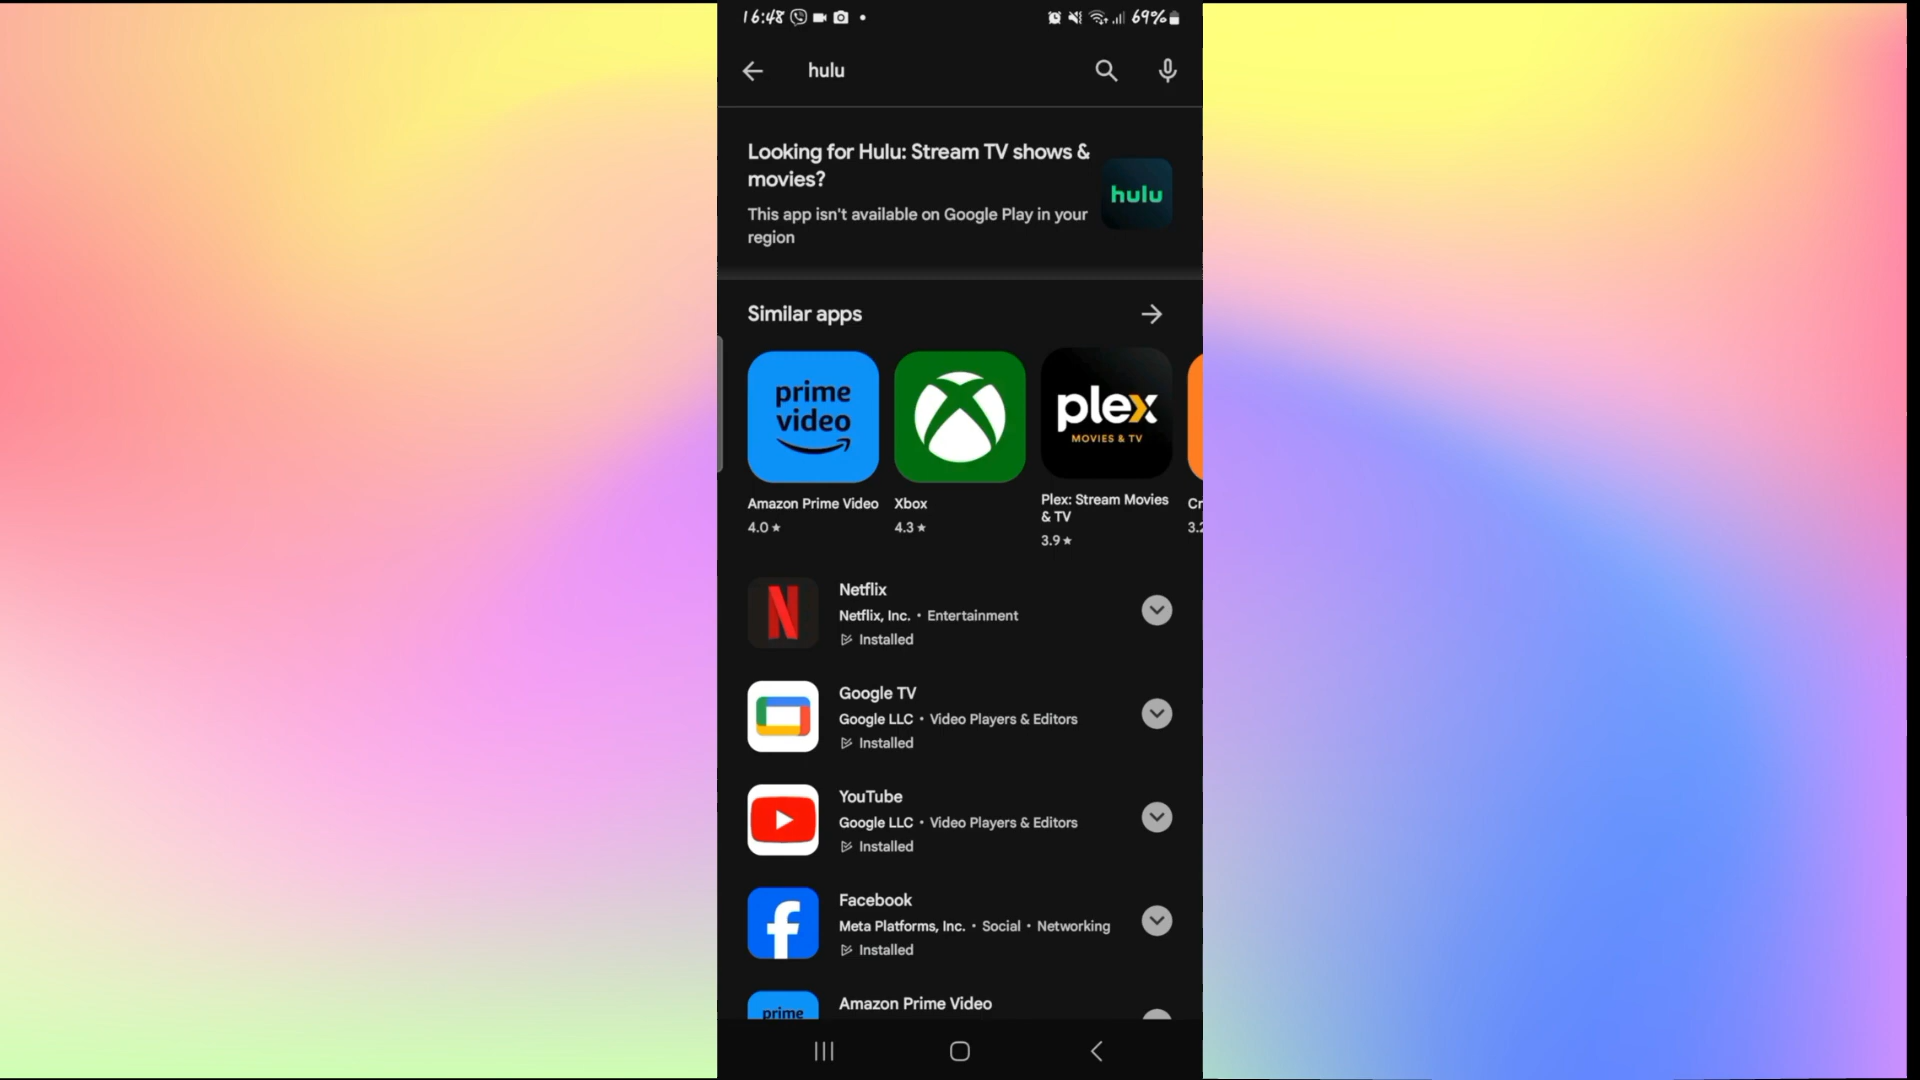 16:48
69%
hulu
Looking for Hulu: Stream TV shows &
movies?
This app isn't available on Google Play in your
region
hulu
Similar apps
prime
video
plex
MOVIES & TV
Amazon Prime Video
4.0 ★
Xbox
4.3 ★
Plex: Stream Movies
& TV
3.9 ★
Cr
3.2
Netflix
Netflix, Inc. • Entertainment
Installed
Google TV
Google LLC • Video Players & Editors
Installed
YouTube
Google LLC • Video Players & Editors
Installed
Facebook
Meta Platforms, Inc. • Social • Networking
Installed
Amazon Prime Video
prime